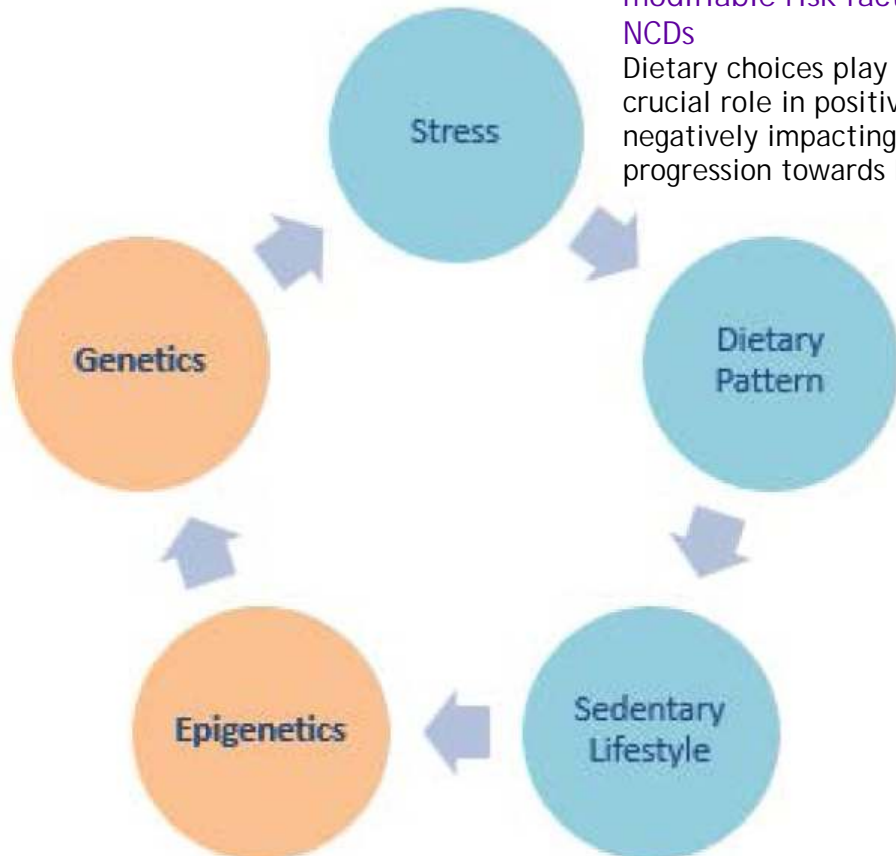 NCDs
Dietary choices play
crucial role in positiv
negatively impacting
progression towards
Stress
Genetics
Dietary
Pattern
Epigenetics
Sedentary
Lifestyle